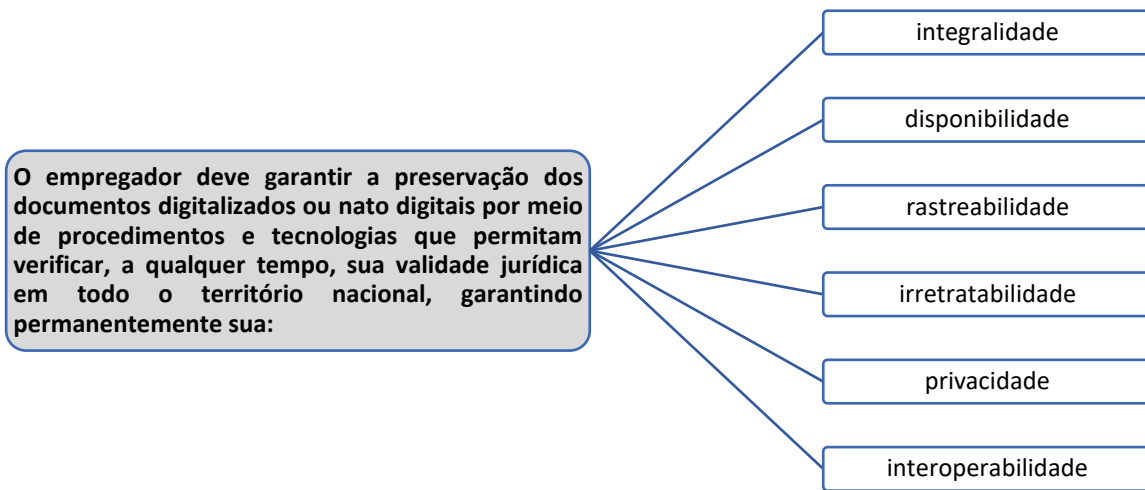 O empregador deve garantir a preservação dos
documentos digitalizados ou nato digitais por meio
de procedimentos e tecnologias que permitam
verificar, a qualquer tempo, sua validade jurídica
em todo o território nacional, garantindo
permanentemente sua:
integralidade
disponibilidade
rastreabilidade
irretratabilidade
privacidade
interoperabilidade